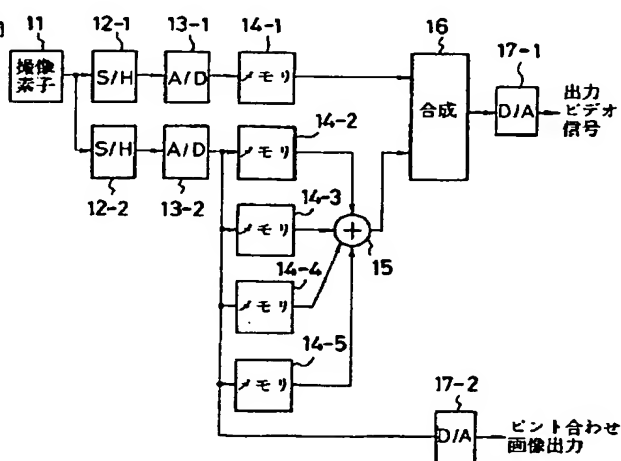 11
12-1
13-1
14-1
16
17-1
撮像
素子
S/H
A/D
メモリ
合成
D/A
出力
ビデオ
信号
14-2
S/H
A/D
メモリ
12-2
13-2
14-3
メモリ
+
15
14-4
メモリ
14-5
メモリ
17-2
D/A
ピント合わせ
画像出力